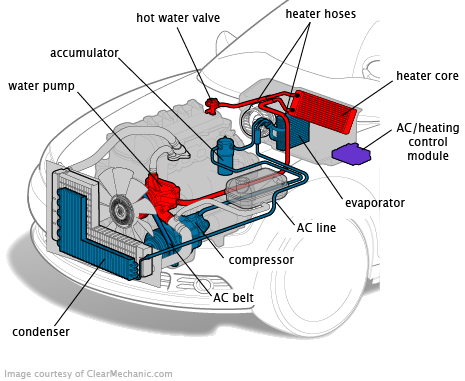 hot water valve
heater hoses
accumulator
water pump
heater core
AC/heating
control
module
evaporator
AC line
compressor
AC belt
condenser
Image courtesy of ClearMechanic.com